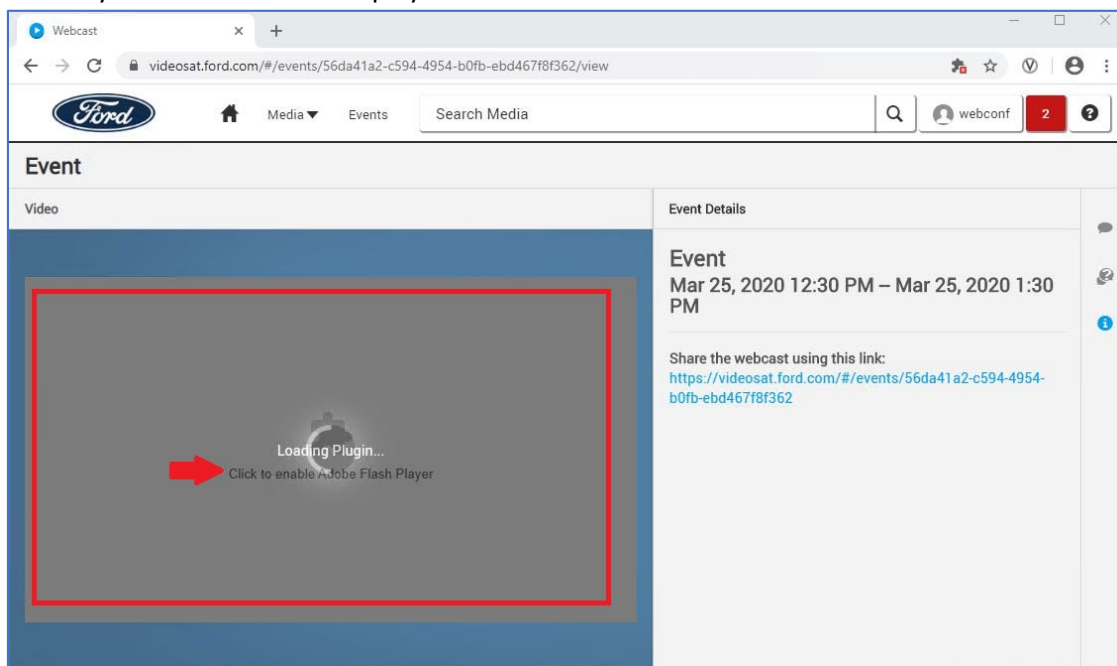 Webcast
videosat.ford.com/#/events/56da41a2-c594-4954-b0fb-ebd467f8f362/view
Ford
Media
Events
Search Media
webconf
2
Event
Video
Event Details
Event
Mar 25, 2020 12:30 PM – Mar 25, 2020 1:30
PM
Share the webcast using this link:
https://videosat.ford.com/#/events/56da41a2-c594-4954-
b0fb-ebd467f8f362
Loading Plugin...
Click to enable Adobe Flash Player